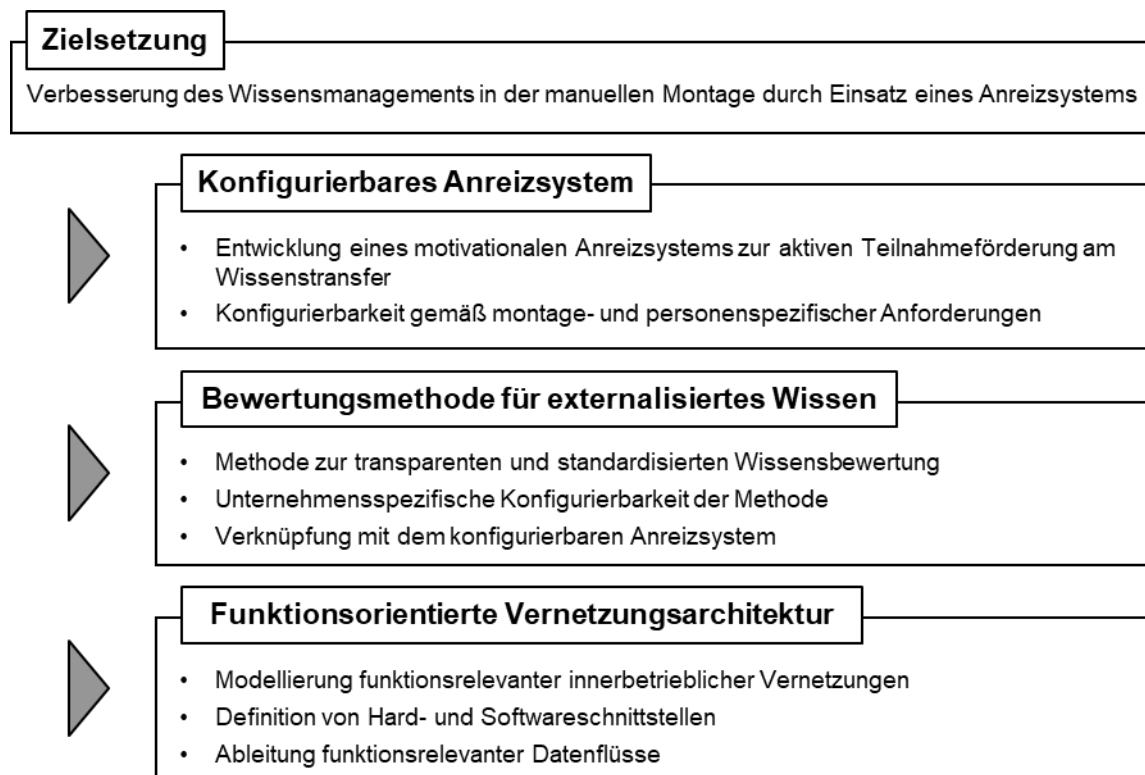 Zielsetzung
Verbesserung des Wissensmanagements in der manuellen Montage durch Einsatz eines Anreizsystems
Konfigurierbares Anreizsystem
• Entwicklung eines motivationalen Anreizsystems zur aktiven Teilnahmeförderung am
Wissenstransfer
• Konfigurierbarkeit gemäß montage- und personenspezifischer Anforderungen
Bewertungsmethode für externalisiertes Wissen
• Methode zur transparenten und standardisierten Wissensbewertung
• Unternehmensspezifische Konfigurierbarkeit der Methode
• Verknüpfung mit dem konfigurierbaren Anreizsystem
Funktionsorientierte Vernetzungsarchitektur
• Modellierung funktionsrelevanter innerbetrieblicher Vernetzungen
• Definition von Hard- und Softwareschnittstellen
• Ableitung funktionsrelevanter Datenflüsse